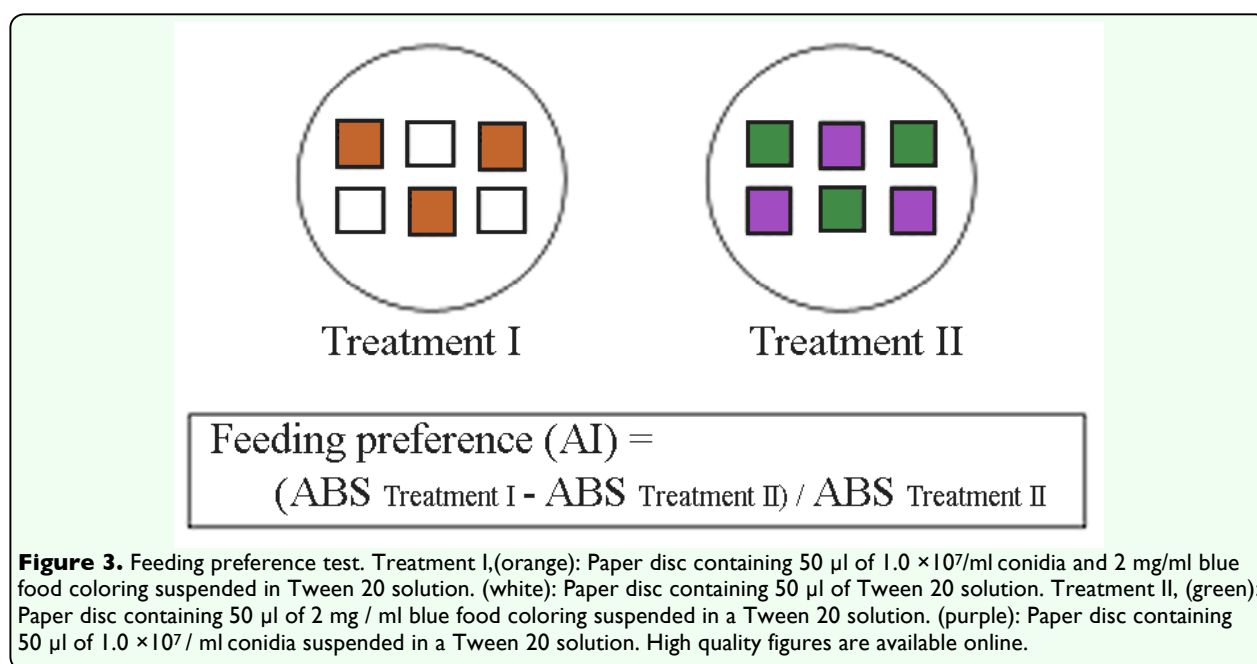 Treatment I
Treatment II
Feeding preference (AI) =
(ABS Treatment I - ABS Treatment II) / ABS Treatment II
Figure 3. Feeding preference test. Treatment I,(orange): Paper disc containing 50 µl of 1.0 ×10⁷/ml conidia and 2 mg/ml blue
food coloring suspended in Tween 20 solution. (white): Paper disc containing 50 µl of Tween 20 solution. Treatment II, (green):
Paper disc containing 50 µl of 2 mg / ml blue food coloring suspended in a Tween 20 solution. (purple): Paper disc containing
50 µl of 1.0 ×10⁷ / ml conidia suspended in a Tween 20 solution. High quality figures are available online.